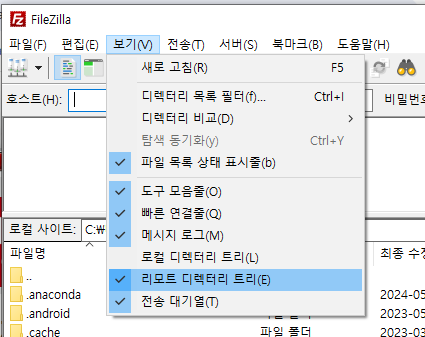 FileZilla
파일(F) 편집(E) 보기(V) 전송(T) 서버(S) 북마크(B) 도움말(H)
새로 고침(R) F5
호스트(H): 비밀번호
디렉터리 목록 필터(f)... Ctrl+I
디렉터리 비교(D)
탐색 동기화(y) Ctrl+Y
파일 목록 상태 표시줄(b)
도구 모음줄(O)
빠른 연결줄(Q)
메시지 로그(M)
로컬 디렉터리 트리(L)
리모트 디렉터리 트리(E)
전송 대기열(T)
로컬 사이트: C:₩
파일명 최종 수정
..
.anaconda 2024-05
.android 2023-0
.cache 파일 폴더 2023-0